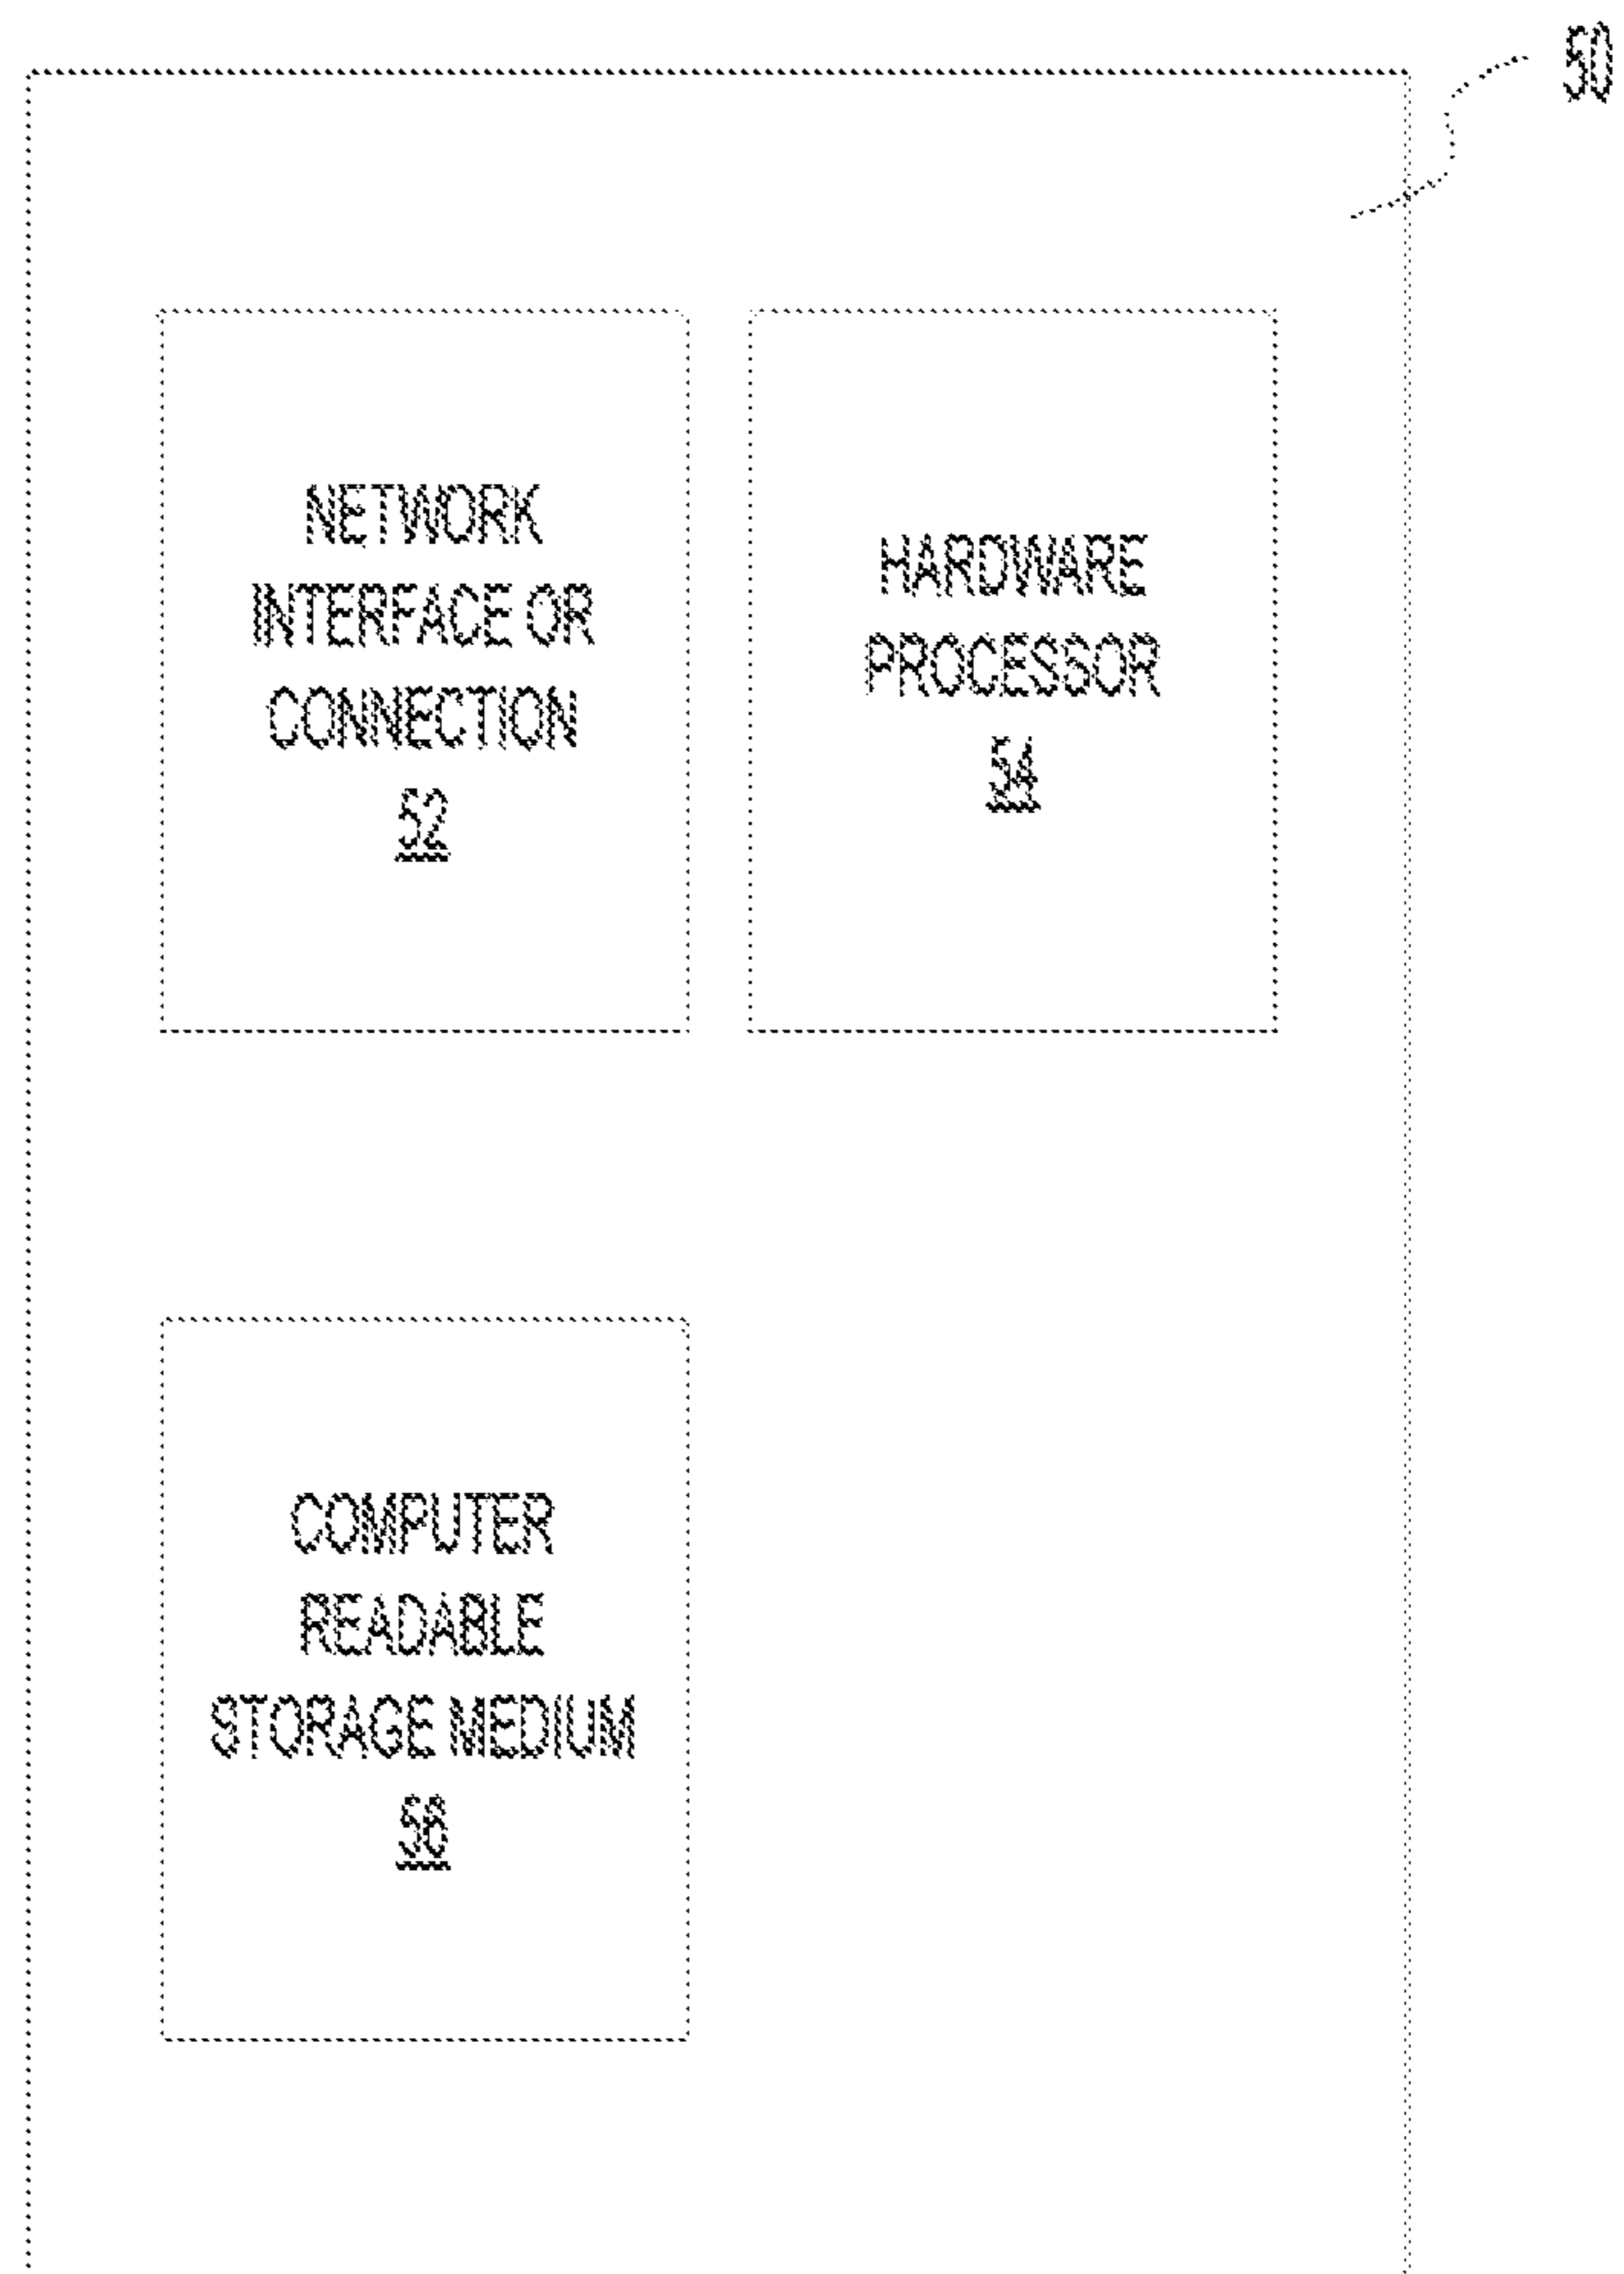 50
NETWORK
INTERFACE OR
CONNECTION
52
HARDWARE
PROCESSOR
54
COMPUTER
READABLE
STORAGE MEDIUM
56